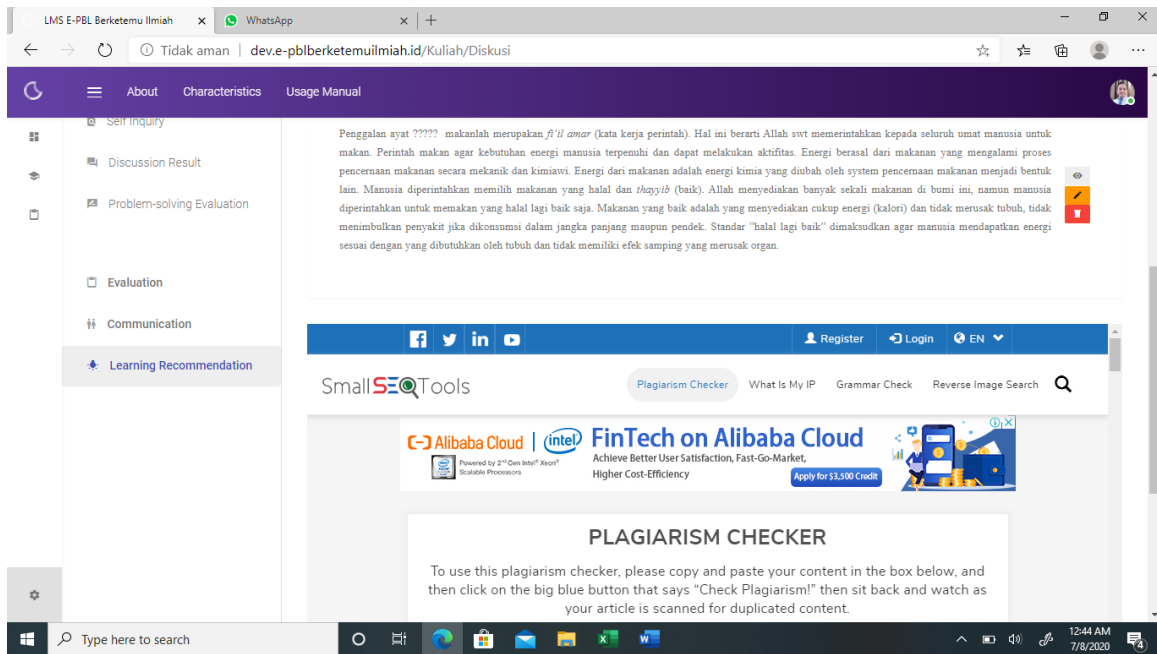 LMS E-PBL Berketemu Ilmiah
WhatsApp
Tidak aman
dev.e-pblberketemuilmiah.id/Kuliah/Diskusi
About
Characteristics
Usage Manual
Self Inquiry
Discussion Result
Problem-solving Evaluation
Evaluation
Communication
Learning Recommendation
Penggalan ayat ????? makanlah merupakan fi'il amar (kata kerja perintah). Hal ini berarti Allah swt memerintahkan kepada seluruh umat manusia untuk
makan. Perintah makan agar kebutuhan energi manusia terpenuhi dan dapat melakukan aktifitas. Energi berasal dari makanan yang mengalami proses
pencernaan makanan secara mekanik dan kimiawi. Energi dari makanan adalah energi kimia yang diubah oleh system pencernaan makanan menjadi bentuk
lain. Manusia diperintahkan memilih makanan yang halal dan thayyib (baik). Allah menyediakan banyak sekali makanan di bumi ini, namun manusia
diperintahkan untuk memakan yang halal lagi baik saja. Makanan yang baik adalah yang menyediakan cukup energi (kalori) dan tidak merusak tubuh, tidak
menimbulkan penyakit jika dikonsumsi dalam jangka panjang maupun pendek. Standar "halal lagi baik" dimaksudkan agar manusia mendapatkan energi
sesuai dengan yang dibutuhkan oleh tubuh dan tidak memiliki efek samping yang merusak organ.
Register
Login
EN
SmallSEOTools
Plagiarism Checker
What Is My IP
Grammar Check
Reverse Image Search
Alibaba Cloud
intel
Powered by 2nd Gen Intel® Xeon®
Scalable Processors
FinTech on Alibaba Cloud
Achieve Better User Satisfaction, Fast-Go-Market,
Higher Cost-Efficiency
Apply for $3,500 Credit
PLAGIARISM CHECKER
To use this plagiarism checker, please copy and paste your content in the box below, and
then click on the big blue button that says “Check Plagiarism!” then sit back and watch as
your article is scanned for duplicated content.
Type here to search
12:44 AM
7/8/2020
4